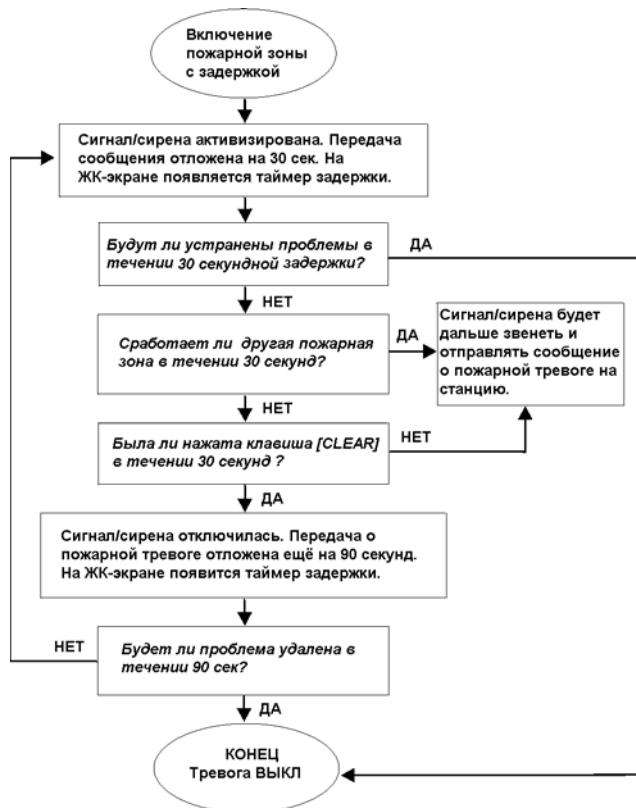 Включение
пожарной зоны
с задержкой
Сигнал/сирена активизирована. Передача
сообщения отложена на 30 сек. На
ЖК-экране появляется таймер задержки.
Будут ли устранены проблемы в
течении 30 секундной задержки?
ДА
НЕТ
Сработает ли другая пожарная
зона в течении 30 секунд?
ДА
Сигнал/сирена будет
дальше звенеть и
отправлять сообщение
о пожарной тревоге на
станцию.
НЕТ
Была ли нажата клавиша [CLEAR]
в течении 30 секунд ?
НЕТ
ДА
Сигнал/сирена отключилась. Передача о
пожарной тревоге отложена ещё на 90 секунд.
На ЖК-экране появится таймер задержки.
НЕТ
Будет ли проблема удалена в
течении 90 сек?
ДА
КОНЕЦ
Тревога ВЫКЛ